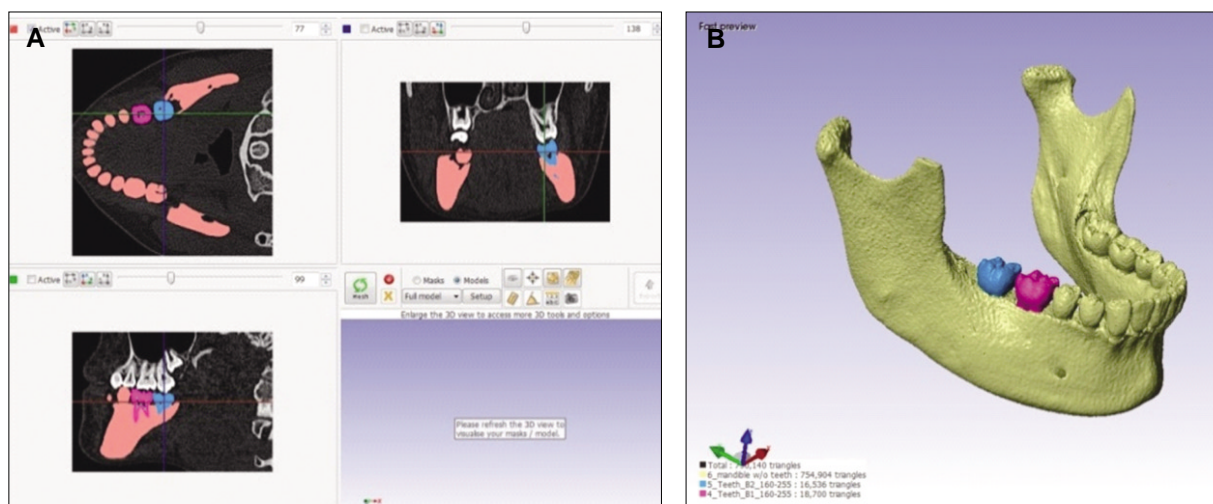 A
Active
77
Active
138
Active
99
Mesh
Masks
Models
Full model
Setup
Enlarge the 3D view to access more 3D tools and options
Please refresh the 3D view to
visualise your masks / model.
B
Fast preview
6_mandible w/o teeth : 754,904 triangles
5_Teeth_B2_160-255 : 16,536 triangles
4_Teeth_B1_160-255 : 18,700 triangles